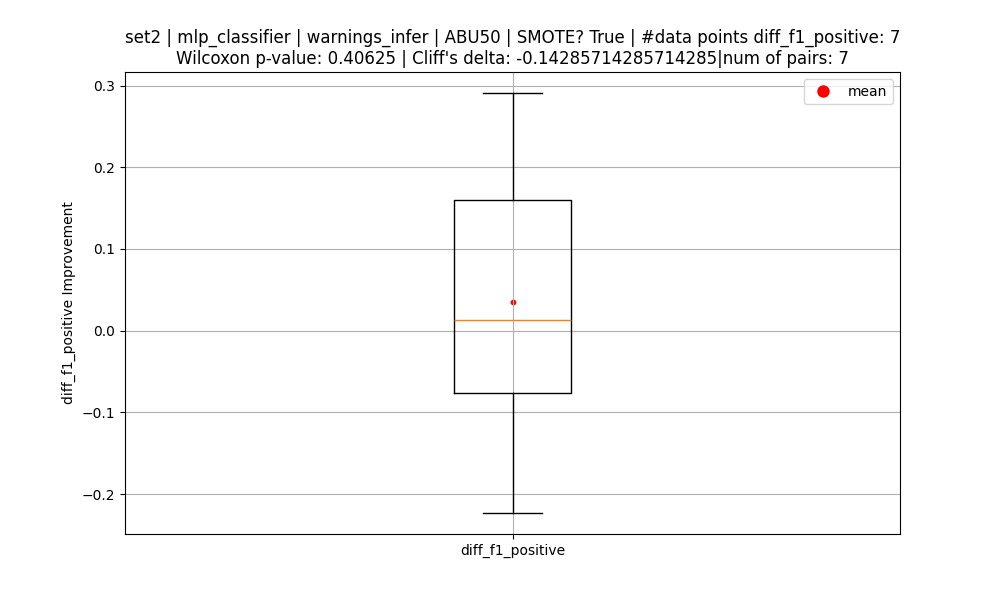 set2 | mlp_classifier | warnings_infer | ABU50 | SMOTE? True | #data points diff_f1_positive: 7
Wilcoxon p-value: 0.40625 | Cliff's delta: -0.14285714285714285|num of pairs: 7
mean
0.3
0.2
0.1
0.0
−0.1
−0.2
diff_f1_positive Improvement
diff_f1_positive